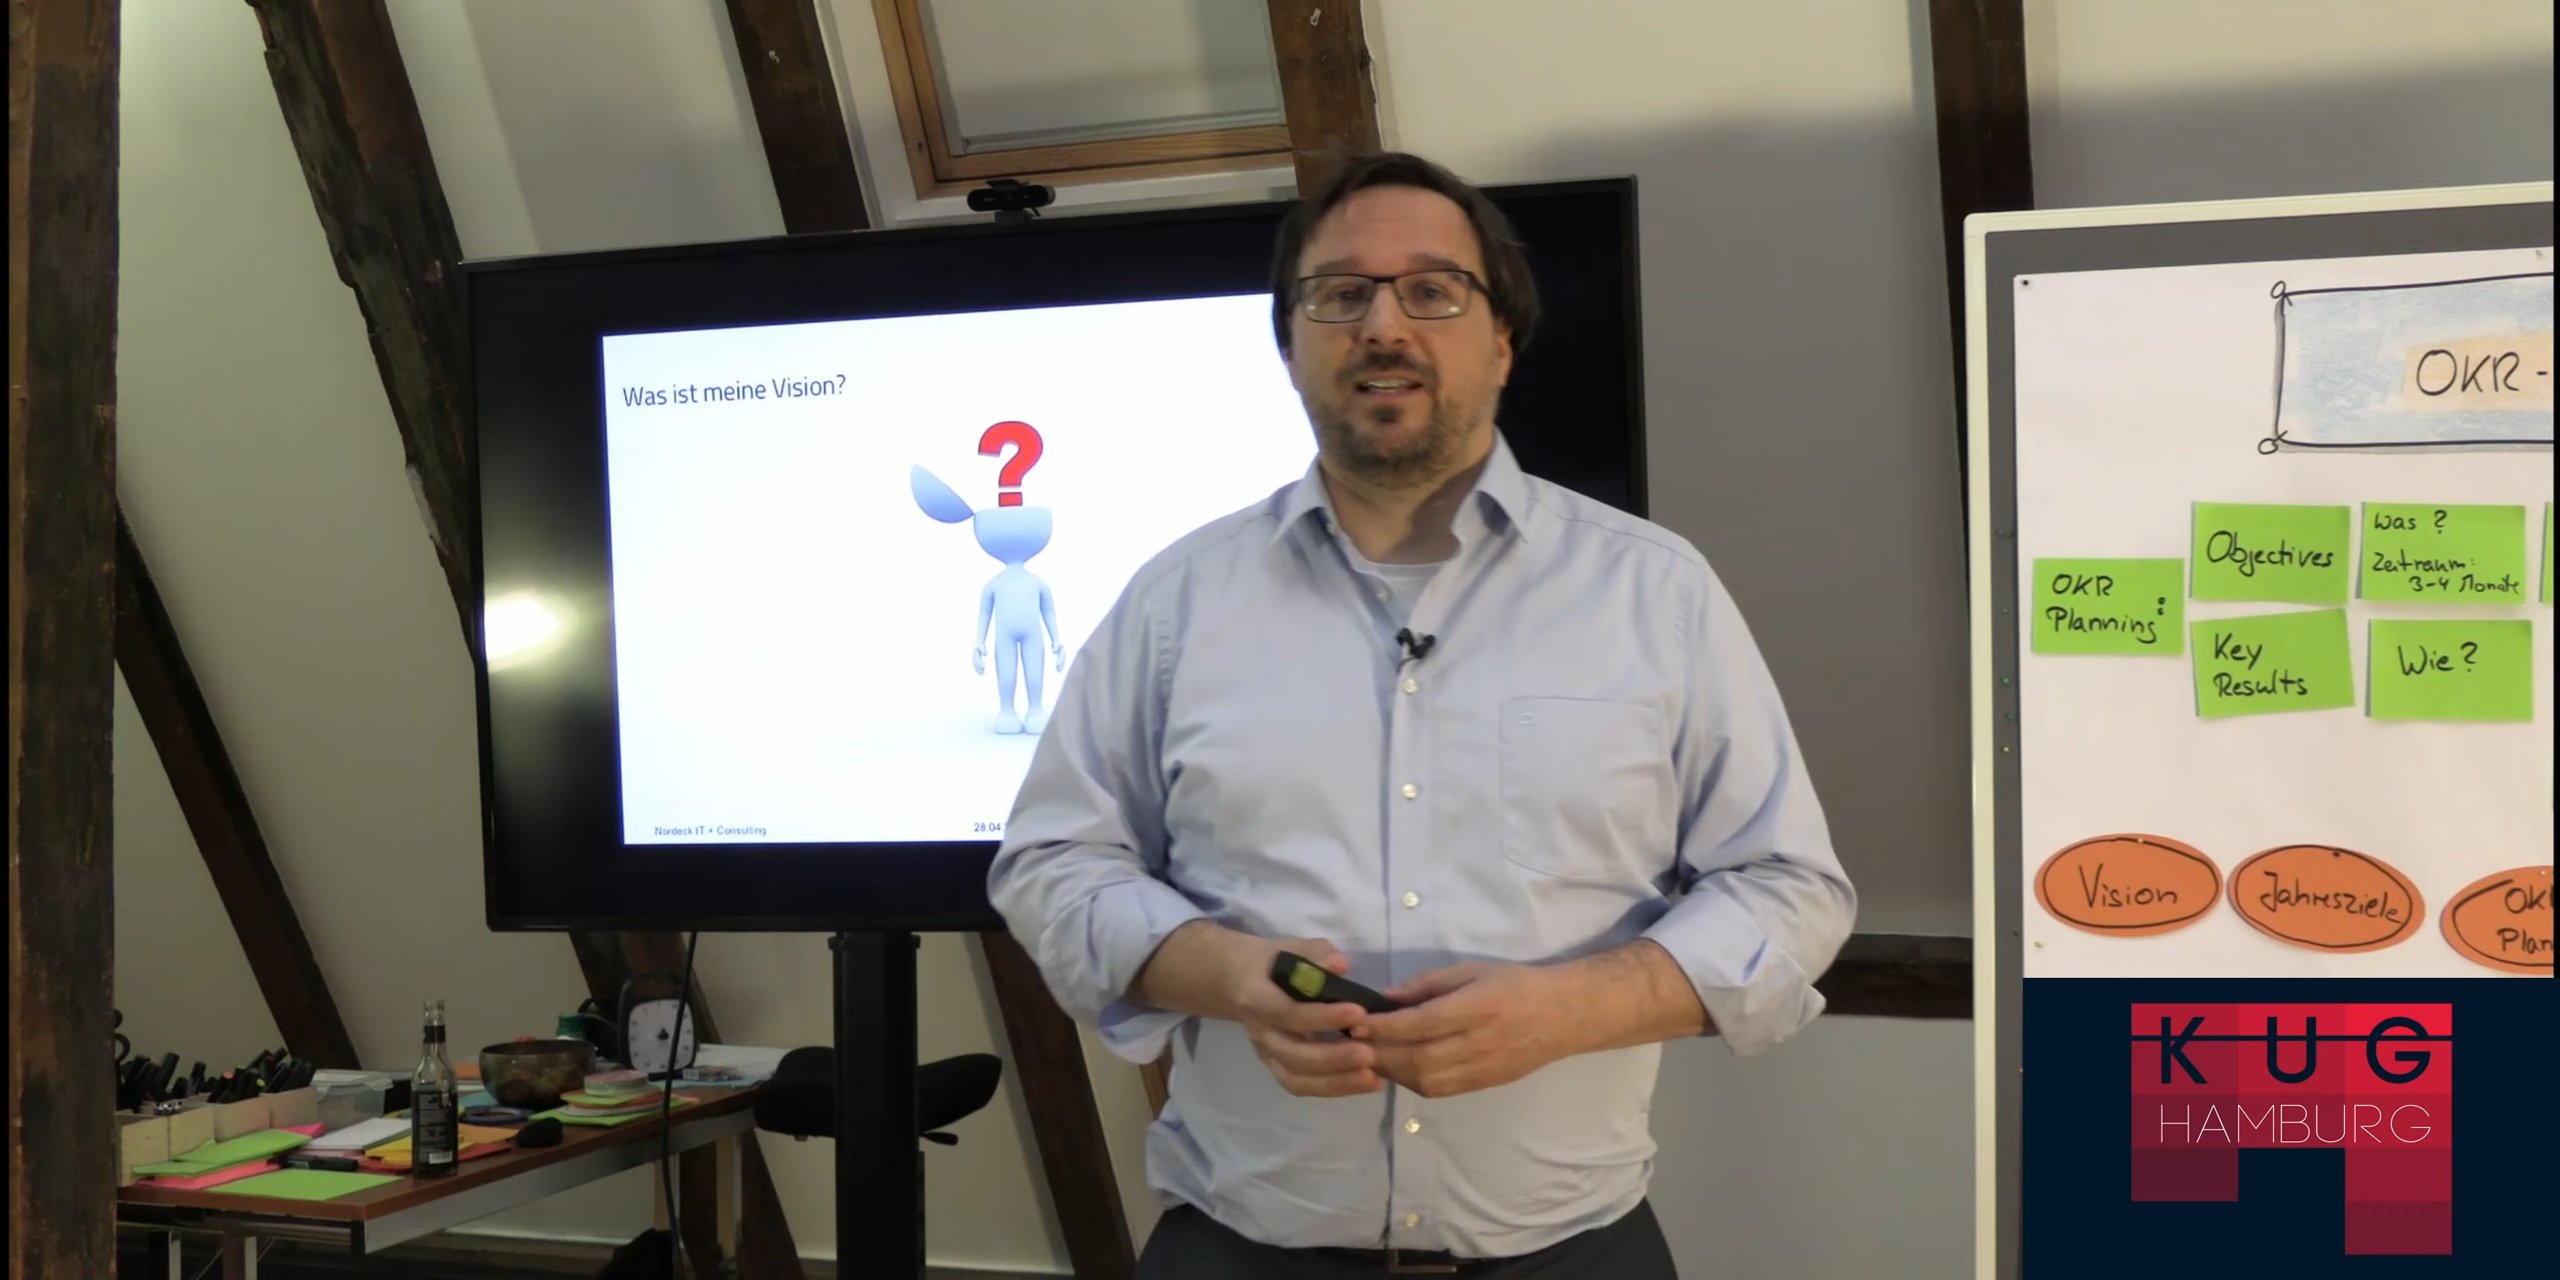 Was ist meine Vision?
?
Nordeck IT + Consulting
28.04.
OKR -
OKR
Planning:
Objectives
Was ?
Zeitraum:
3-4 Monate
Key
Results
Wie?
Vision
Jahresziele
KUG
HAMBURG